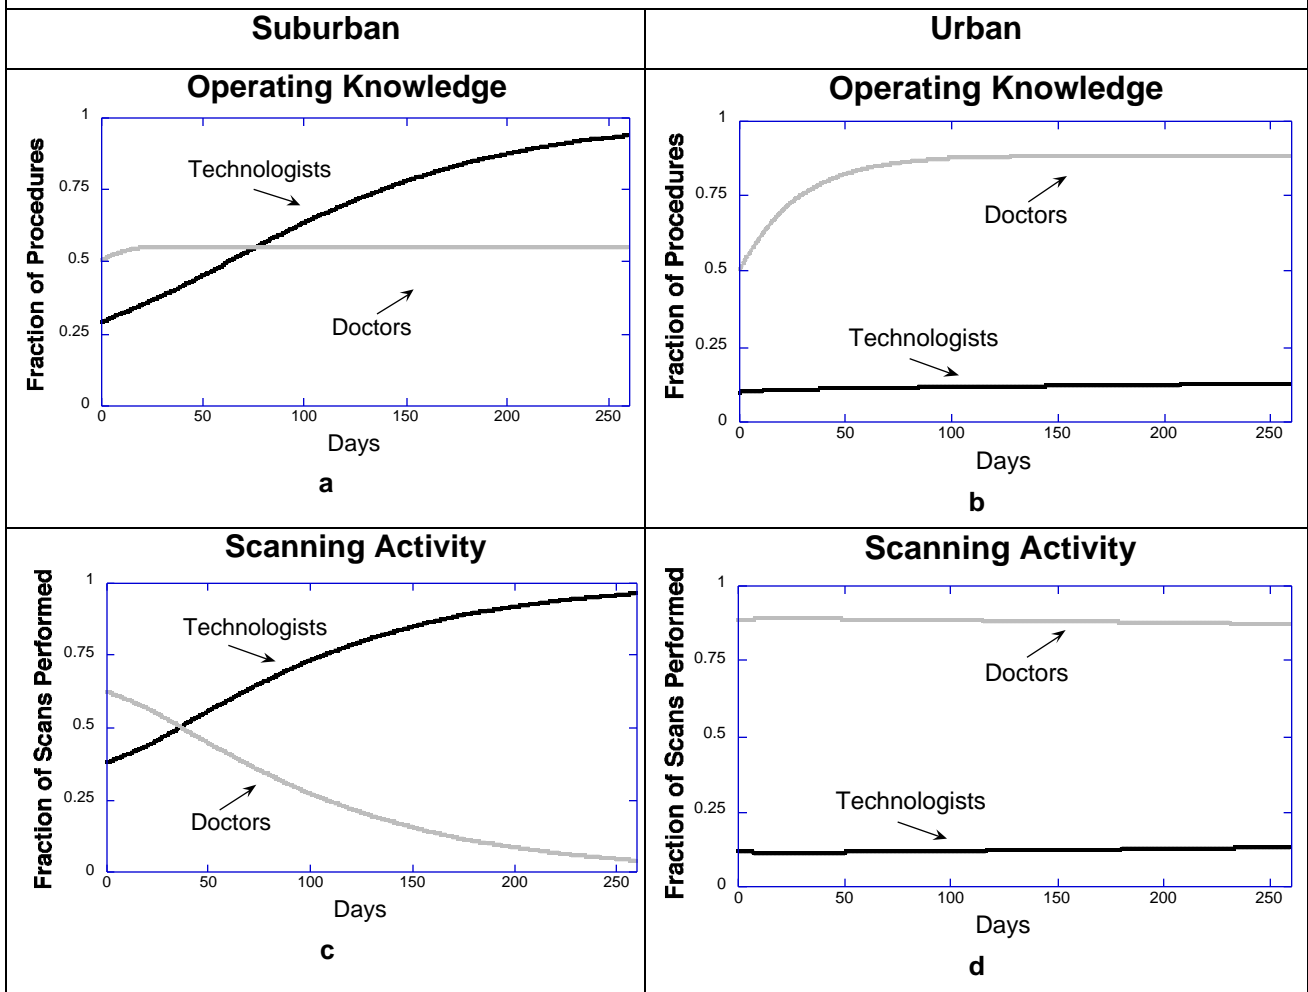 Suburban
Urban
Operating Knowledge
Fraction of Procedures
1
0.75
0.5
0.25
0
Technologists
Doctors
0 50 100 150 200 250
Days
a
Operating Knowledge
Fraction of Procedures
1
0.75
0.5
0.25
0
Doctors
Technologists
0 50 100 150 200 250
Days
b
Scanning Activity
Fraction of Scans Performed
1
0.75
0.5
0.25
0
Technologists
Doctors
0 50 100 150 200 250
Days
c
Scanning Activity
Fraction of Scans Performed
1
0.75
0.5
0.25
0
Doctors
Technologists
0 50 100 150 200 250
Days
d